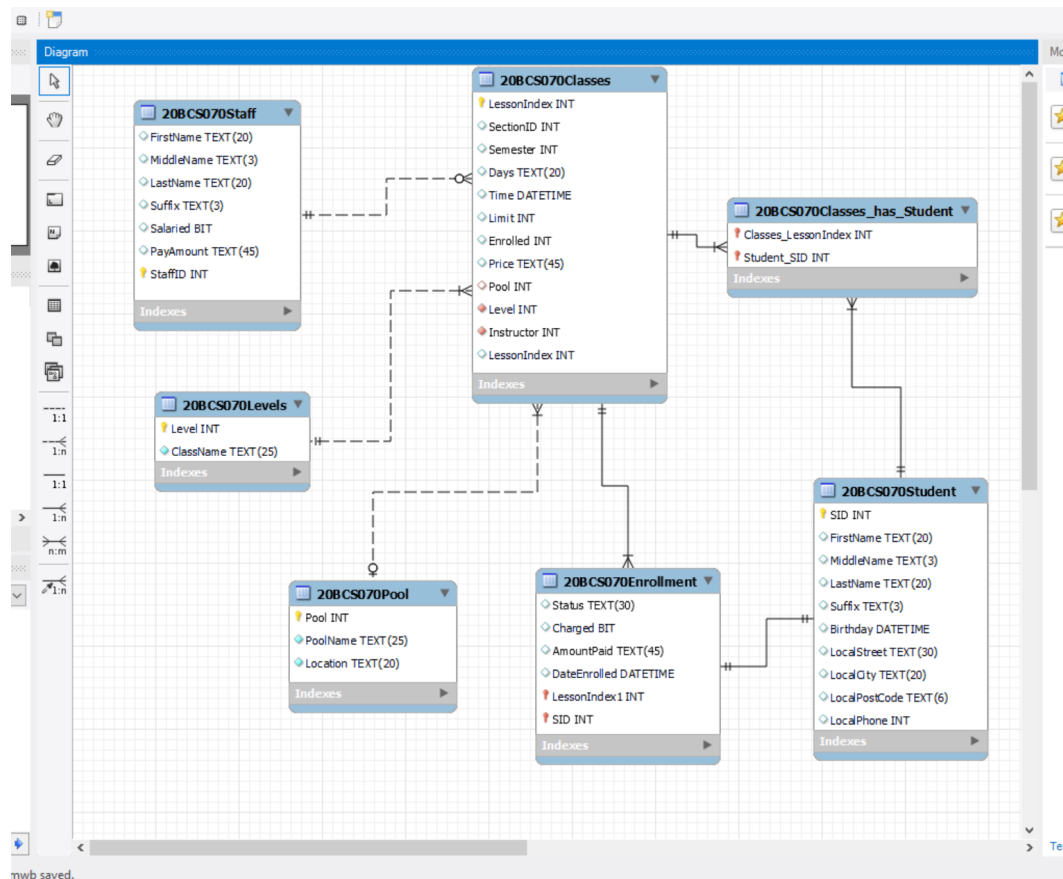 Diagram
Mo
20BCS070Staff
FirstName TEXT(20)
MiddleName TEXT(3)
LastName TEXT(20)
Suffix TEXT(3)
Salaried BIT
PayAmount TEXT(45)
StaffID INT
Indexes
20BCS070Classes
LessonIndex INT
SectionID INT
Semester INT
Days TEXT(20)
Time DATETIME
Limit INT
Enrolled INT
Price TEXT(45)
Pool INT
Level INT
Instructor INT
LessonIndex INT
Indexes
20BCS070Classes_has_Student
Classes_LessonIndex INT
Student_SID INT
Indexes
20BCS070Levels
Level INT
ClassName TEXT(25)
Indexes
20BCS070Pool
Pool INT
PoolName TEXT(25)
Location TEXT(20)
Indexes
20BCS070Enrollment
Status TEXT(30)
Charged BIT
AmountPaid TEXT(45)
DateEnrolled DATETIME
LessonIndex1 INT
SID INT
Indexes
20BCS070Student
SID INT
FirstName TEXT(20)
MiddleName TEXT(3)
LastName TEXT(20)
Suffix TEXT(3)
Birthday DATETIME
LocalStreet TEXT(30)
LocalCity TEXT(20)
LocalPostCode TEXT(6)
LocalPhone INT
Indexes
1:1
1:n
1:1
1:n
n:m
1:n
Te
mwb saved.